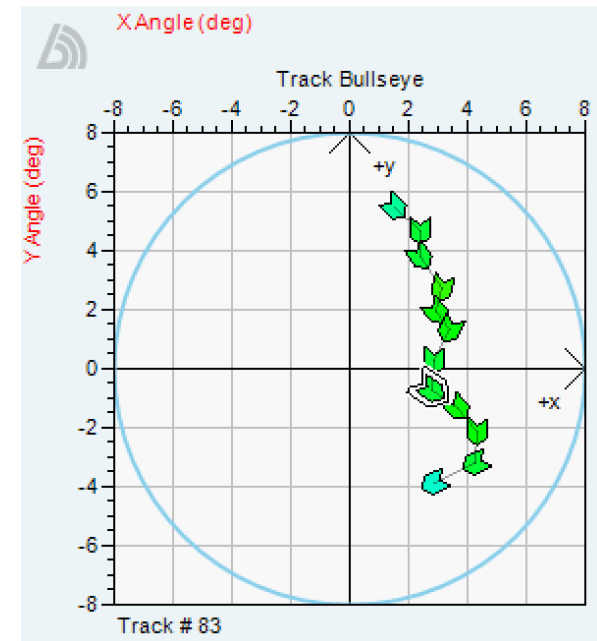 X Angle (deg)
Track Bullseye
-8 -6 -4 -2 0 2 4 6 8
Y Angle (deg)
8
6
4
2
0
-2
-4
-6
-8
+y
+x
Track # 83